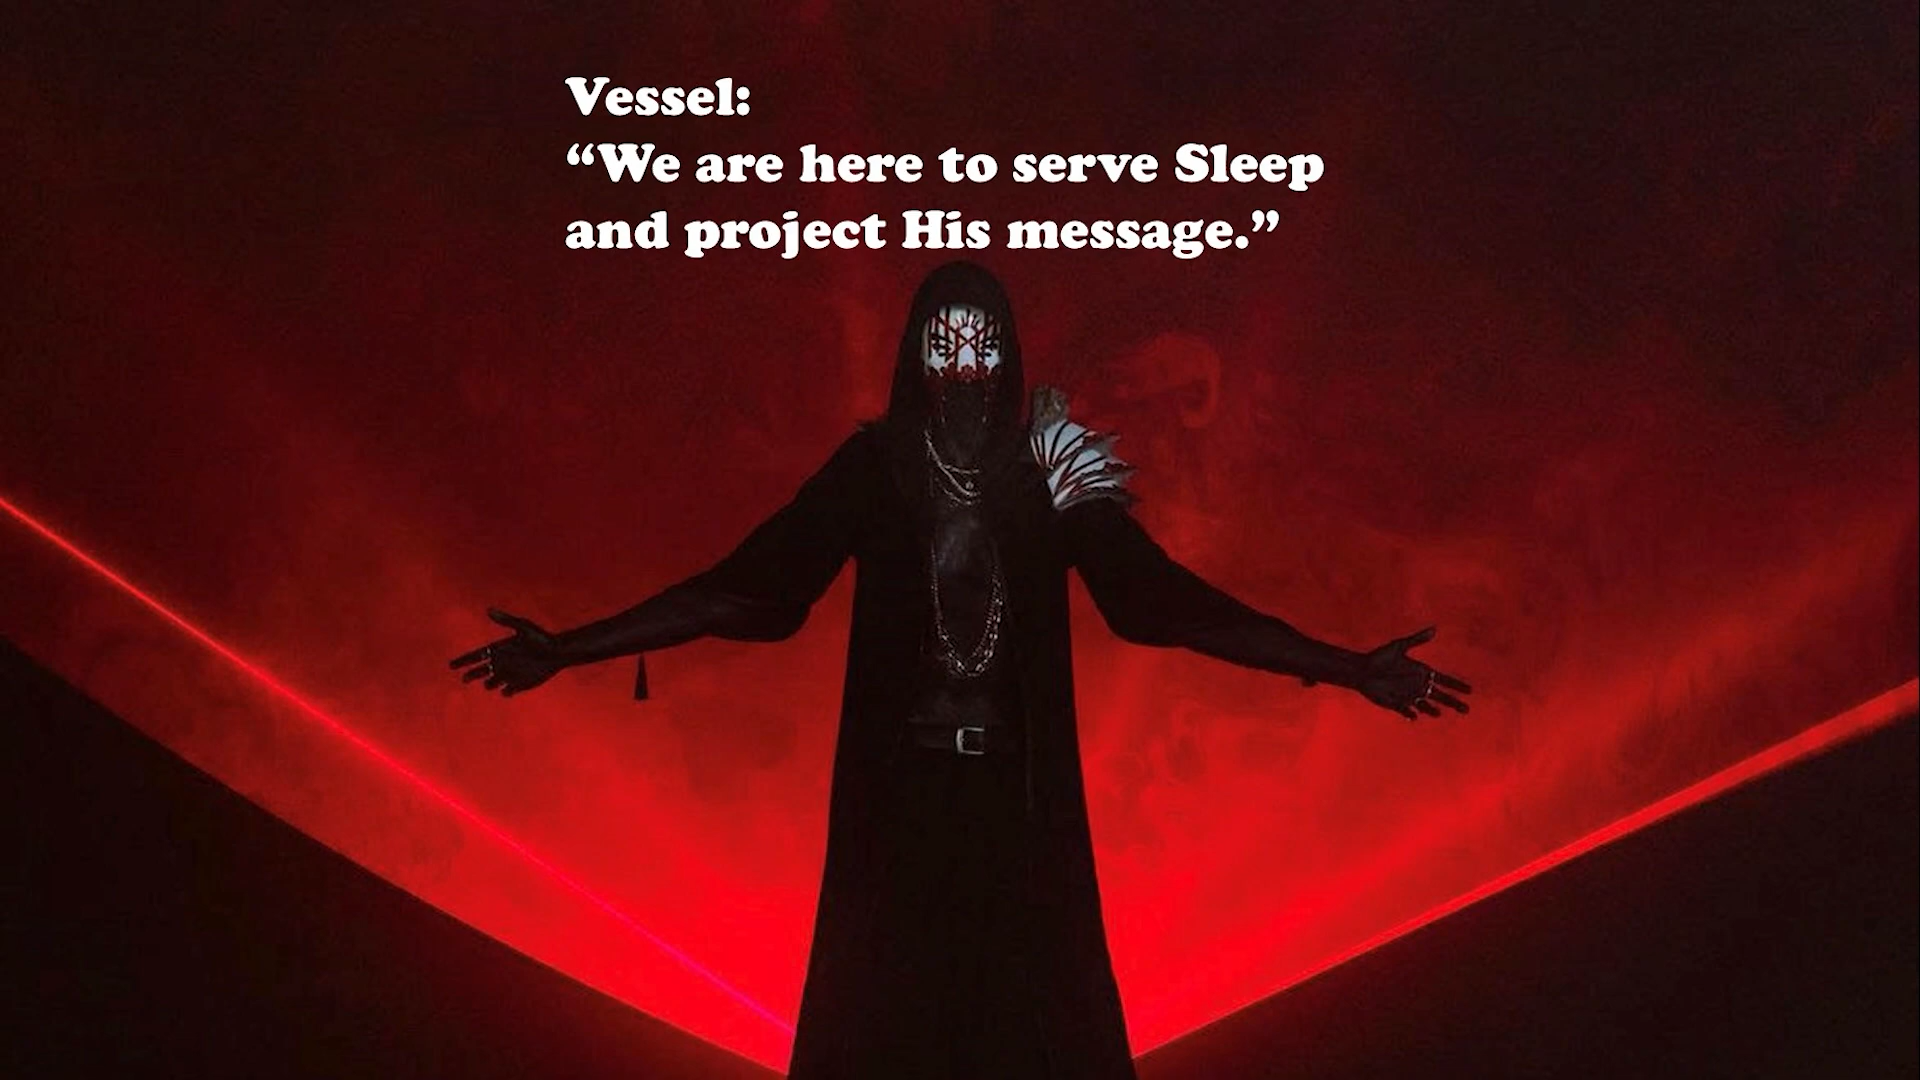 Vessel:
“We are here to serve Sleep
and project His message.”